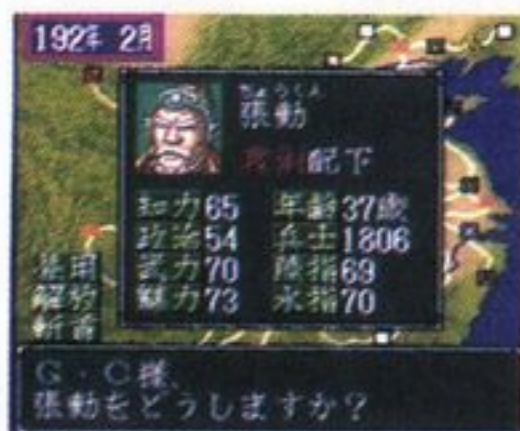 192年 2月
ちょうくん
張勲
袁術配下
知力65 年齢37歳
政治54 兵士1806
武力70 陸指69
魅力73 水指70
登用
解放
斬首
G・C様、
張勲をどうしますか?